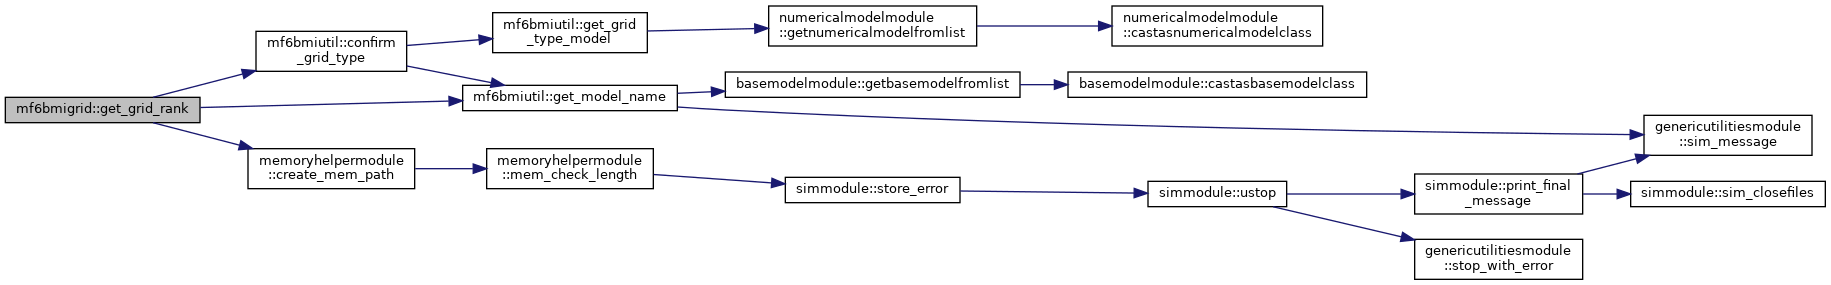 mf6bmigrid::get_grid_rank
mf6bmiutil::confirm
_grid_type
mf6bmiutil::get_grid
_type_model
numericalmodelmodule
::getnumericalmodelfromlist
numericalmodelmodule
::castasnumericalmodelclass
mf6bmiutil::get_model_name
basemodelmodule::getbasemodelfromlist
basemodelmodule::castasbasemodelclass
genericutilitiesmodule
::sim_message
memoryhelpermodule
::create_mem_path
memoryhelpermodule
::mem_check_length
simmodule::store_error
simmodule::ustop
simmodule::print_final
_message
simmodule::sim_closefiles
genericutilitiesmodule
::stop_with_error